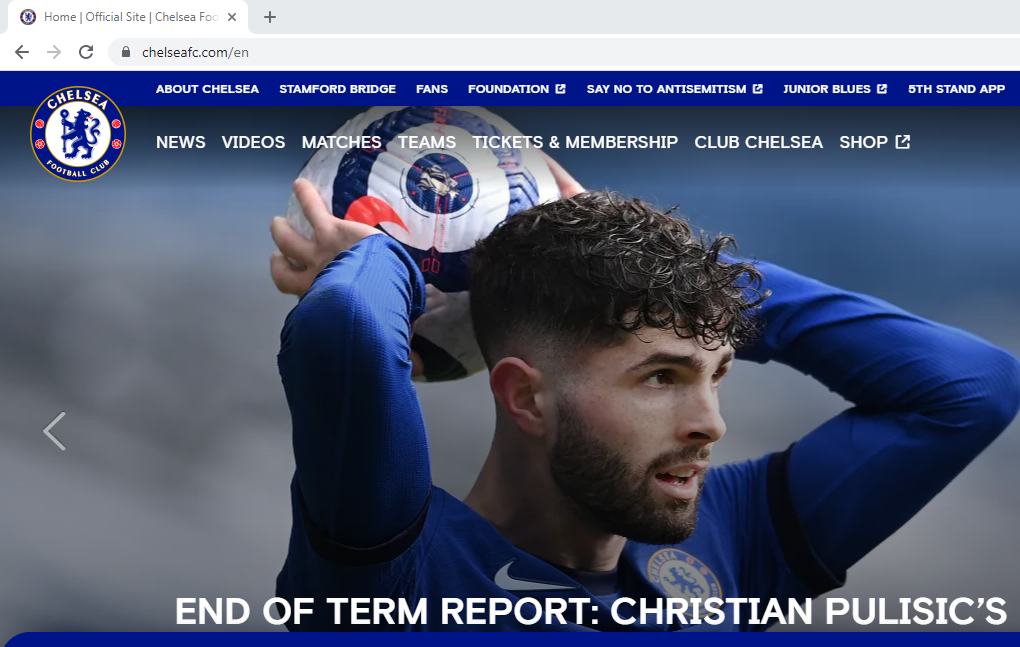 Home | Official Site | Chelsea Foo
chelseafc.com/en
ABOUT CHELSEA STAMFORD BRIDGE FANS FOUNDATION SAY NO TO ANTISEMITISM JUNIOR BLUES 5TH STAND APP
CHELSEA
FOOTBALL CLUB
NEWS VIDEOS MATCHES TEAMS TICKETS & MEMBERSHIP CLUB CHELSEA SHOP
CHELSEA
END OF TERM REPORT: CHRISTIAN PULISIC’S